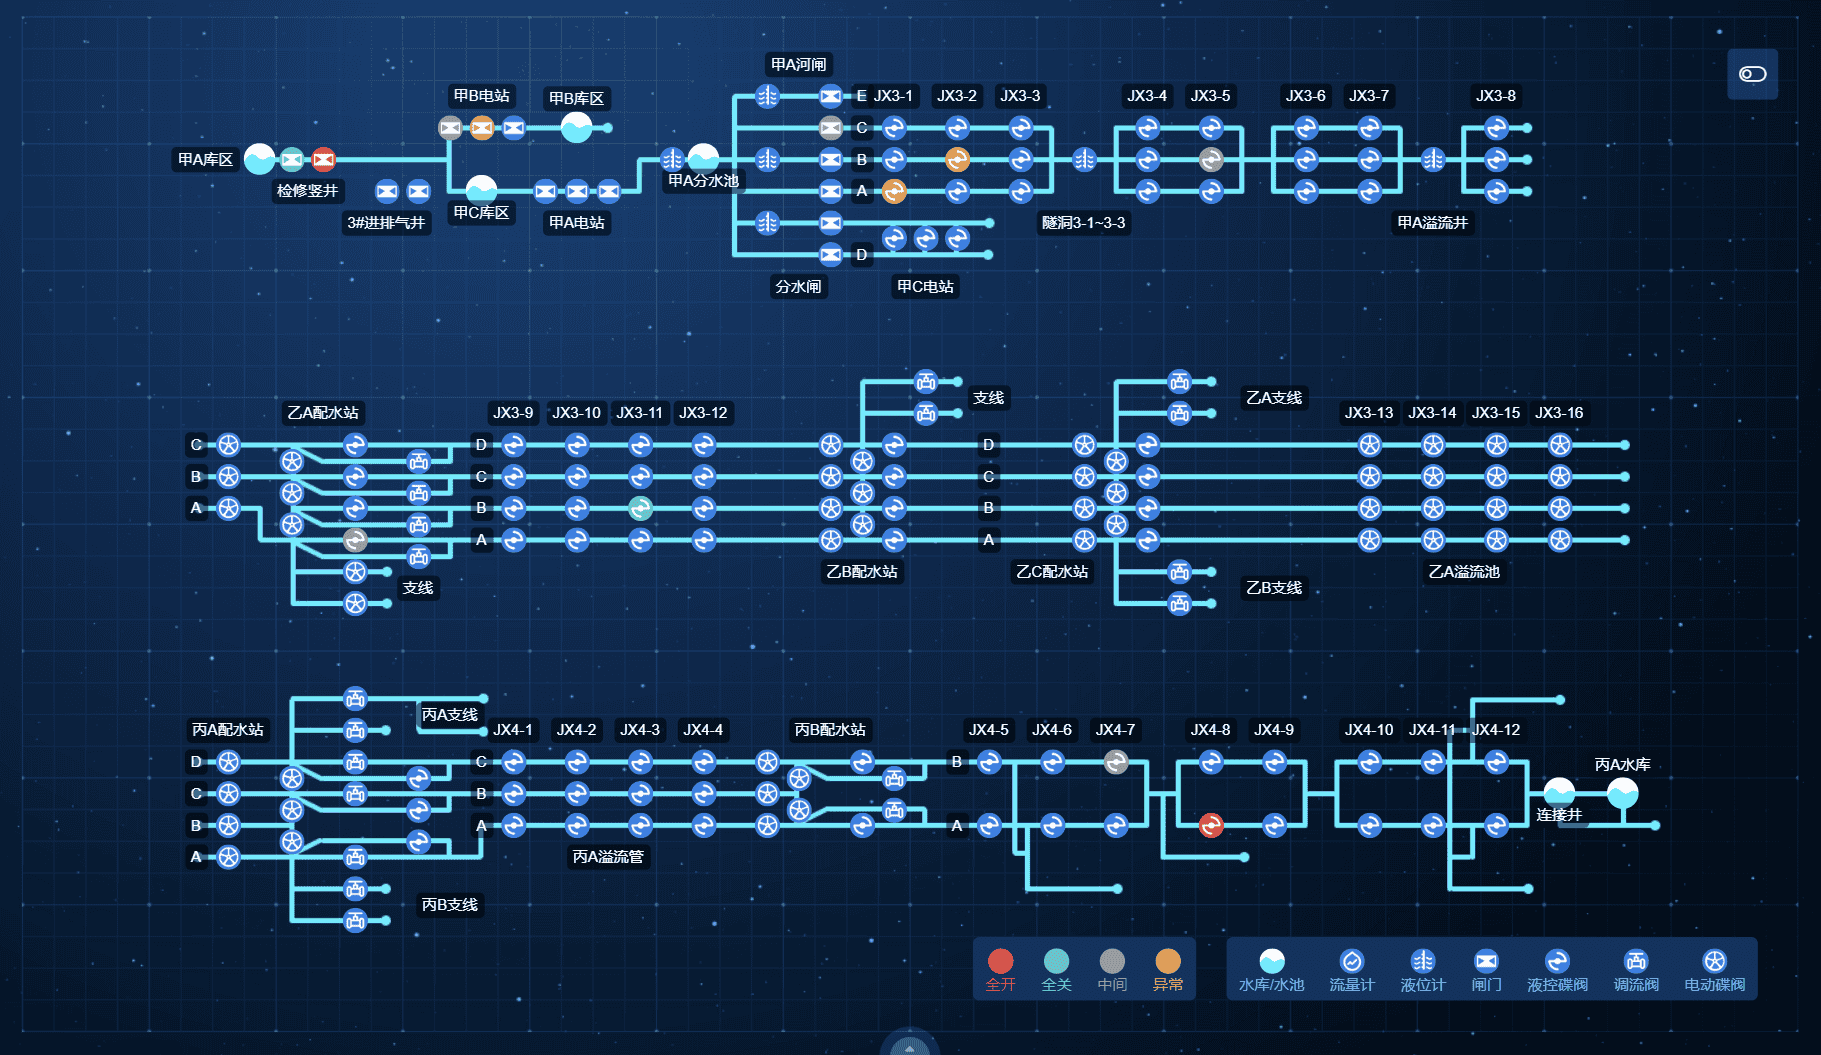 甲A河闸
甲B电站
甲B库区
E
JX3-1
JX3-2
JX3-3
JX3-4
JX3-5
JX3-6
JX3-7
JX3-8
C
甲A库区
B
检修竖井
甲A分水池
A
3#进排气井
甲C库区
甲A电站
隧洞3-1~3-3
甲A溢流井
D
分水闸
甲C电站
支线
乙A支线
乙A配水站
JX3-9
JX3-10
JX3-11
JX3-12
JX3-13
JX3-14
JX3-15
JX3-16
C
D
D
B
C
C
A
B
B
A
A
支线
乙B配水站
乙C配水站
乙B支线
乙A溢流池
丙A支线
丙A配水站
JX4-1
JX4-2
JX4-3
JX4-4
丙B配水站
JX4-5
JX4-6
JX4-7
JX4-8
JX4-9
JX4-10
JX4-11
JX4-12
D
C
B
丙A水库
C
B
连接井
B
A
A
A
丙A溢流管
丙B支线
全开
全关
中间
异常
水库/水池
流量计
液位计
闸门
液控碟阀
调流阀
电动碟阀